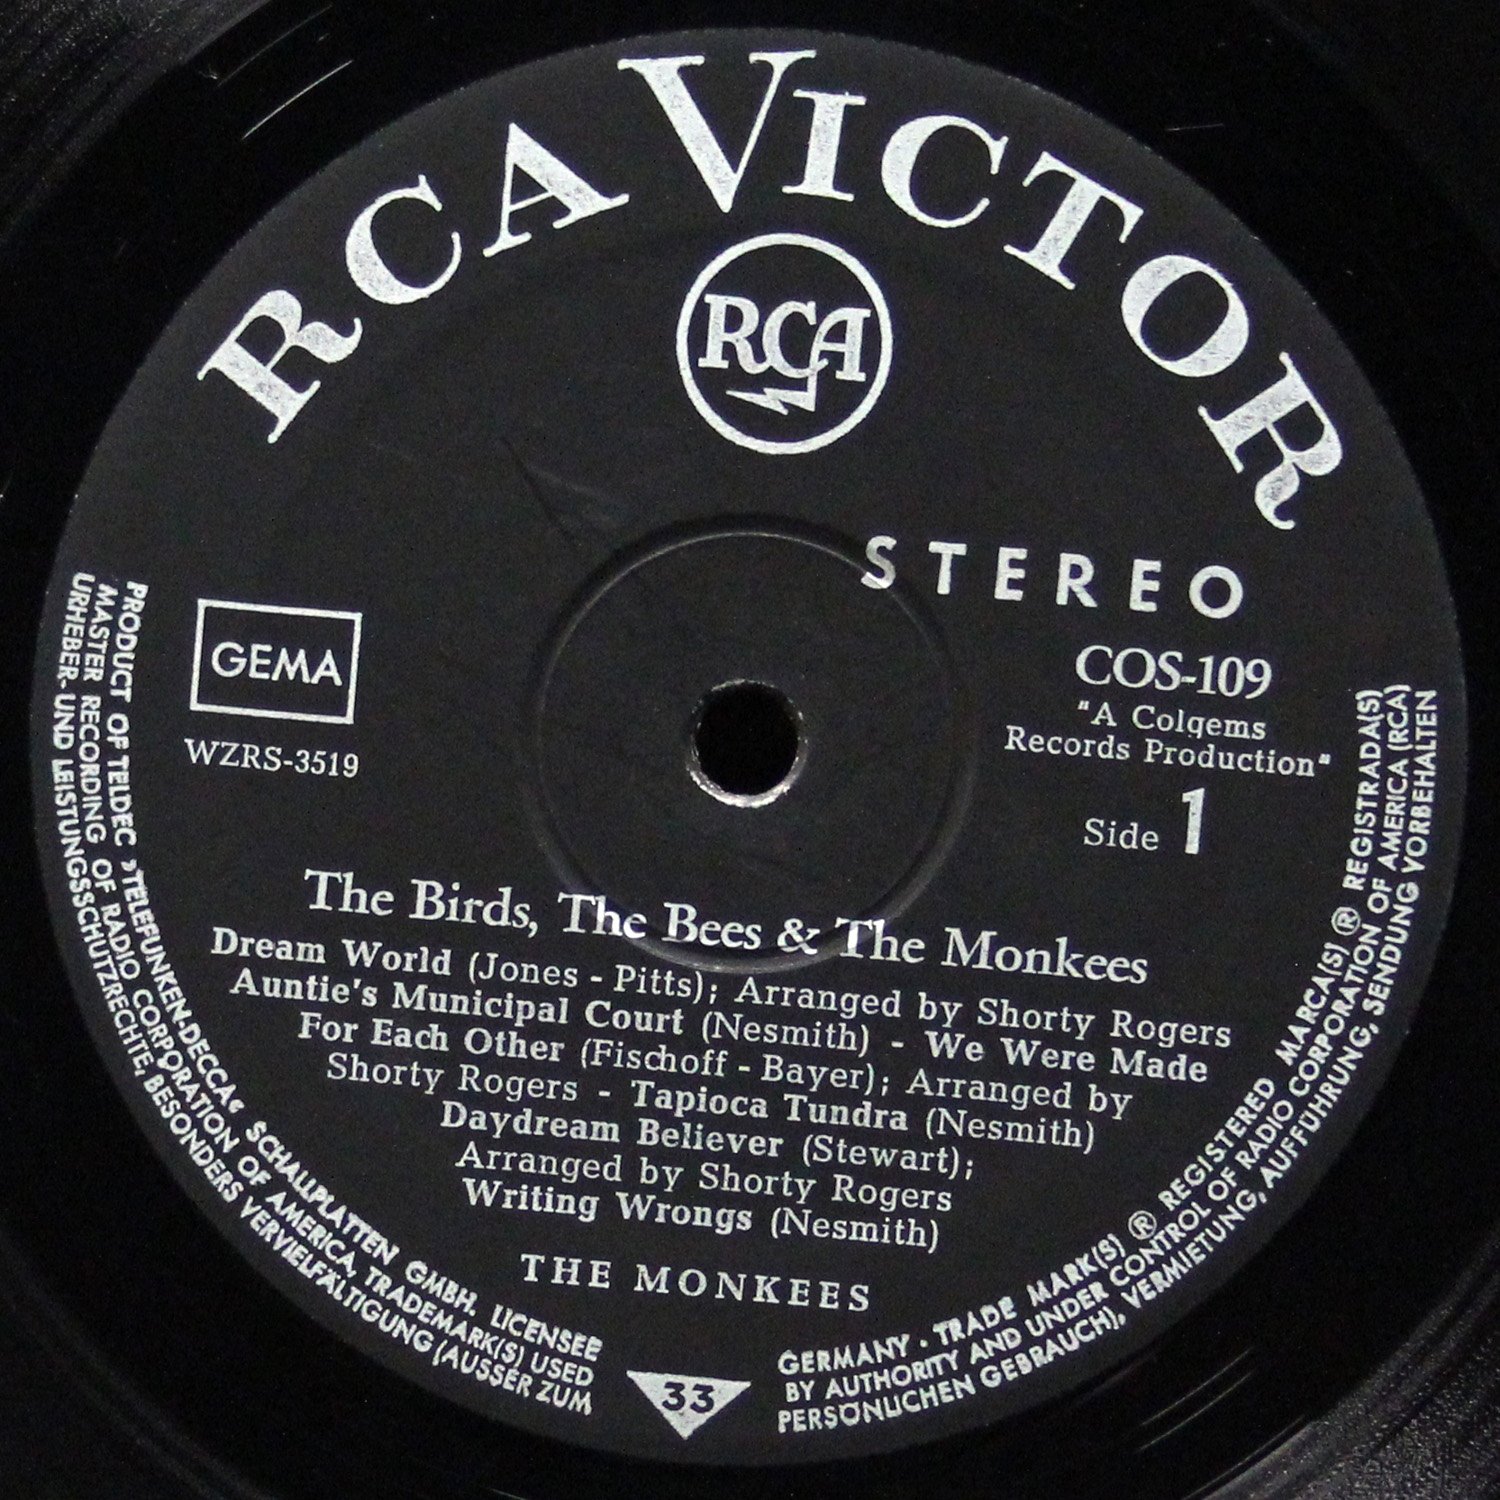 RCA VICTOR
RCA
STEREO
GEMA
WZRS-3519
COS-109
"A Colgems
Records Production"
Side 1
The Birds, The Bees & The Monkees
Dream World (Jones - Pitts); Arranged by Shorty Rogers
Auntie's Municipal Court (Nesmith) - We Were Made
For Each Other (Fischoff - Bayer); Arranged by
Shorty Rogers - Tapioca Tundra (Nesmith)
Daydream Believer (Stewart);
Arranged by Shorty Rogers
Writing Wrongs (Nesmith)
THE MONKEES
33
PRODUCT OF TELDEC »TELEFUNKEN-DECCA« SCHALLPLATTEN GMBH. LICENSEE
MASTER RECORDING OF RADIO CORPORATION OF AMERICA, TRADEMARK(S) USED
URHEBER- UND LEISTUNGSSCHUTZRECHTE, BESONDERS VERVIELFÄLTIGUNG (AUSSER ZUM
GERMANY · TRADE MARK(S) ® REGISTERED MARCA(S) ® REGISTRADA(S)
BY AUTHORITY AND UNDER CONTROL OF RADIO CORPORATION OF AMERICA (RCA)
PERSÖNLICHEN GEBRAUCH), VERMIETUNG, AUFFÜHRUNG, SENDUNG VORBEHALTEN